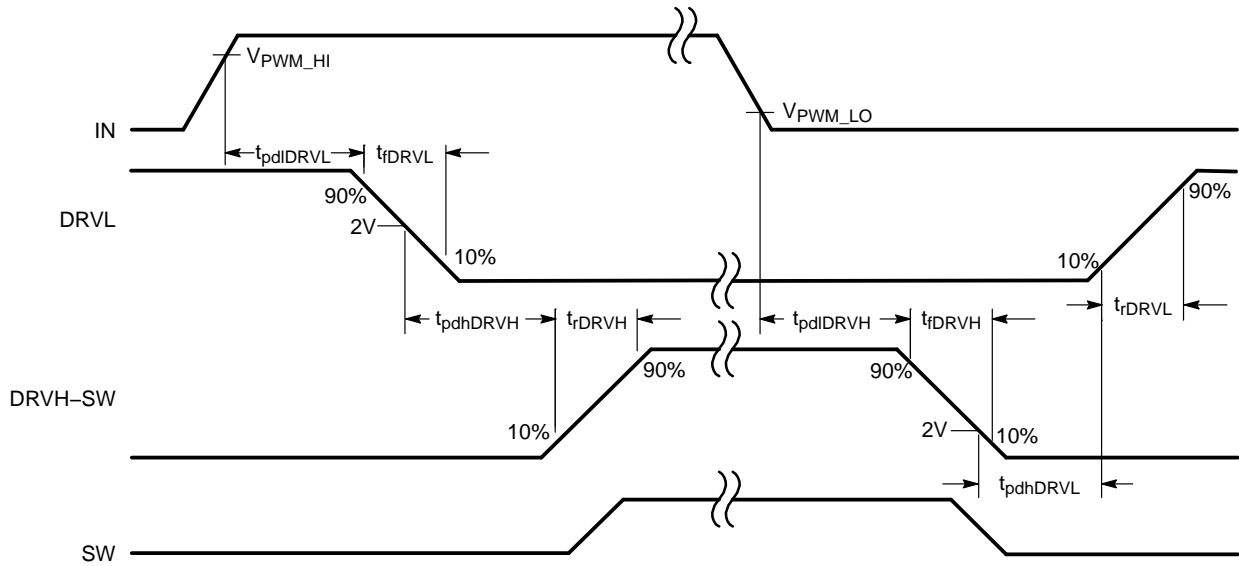 VPWM_HI
IN
VPWM_LO
tpdlDRVL
tfDRVL
90%
90%
DRVL
2V
10%
10%
tpdhDRVH
trDRVH
tpdlDRVH
tfDRVH
trDRVL
90%
90%
DRVH–SW
10%
2V
10%
tpdhDRVL
SW